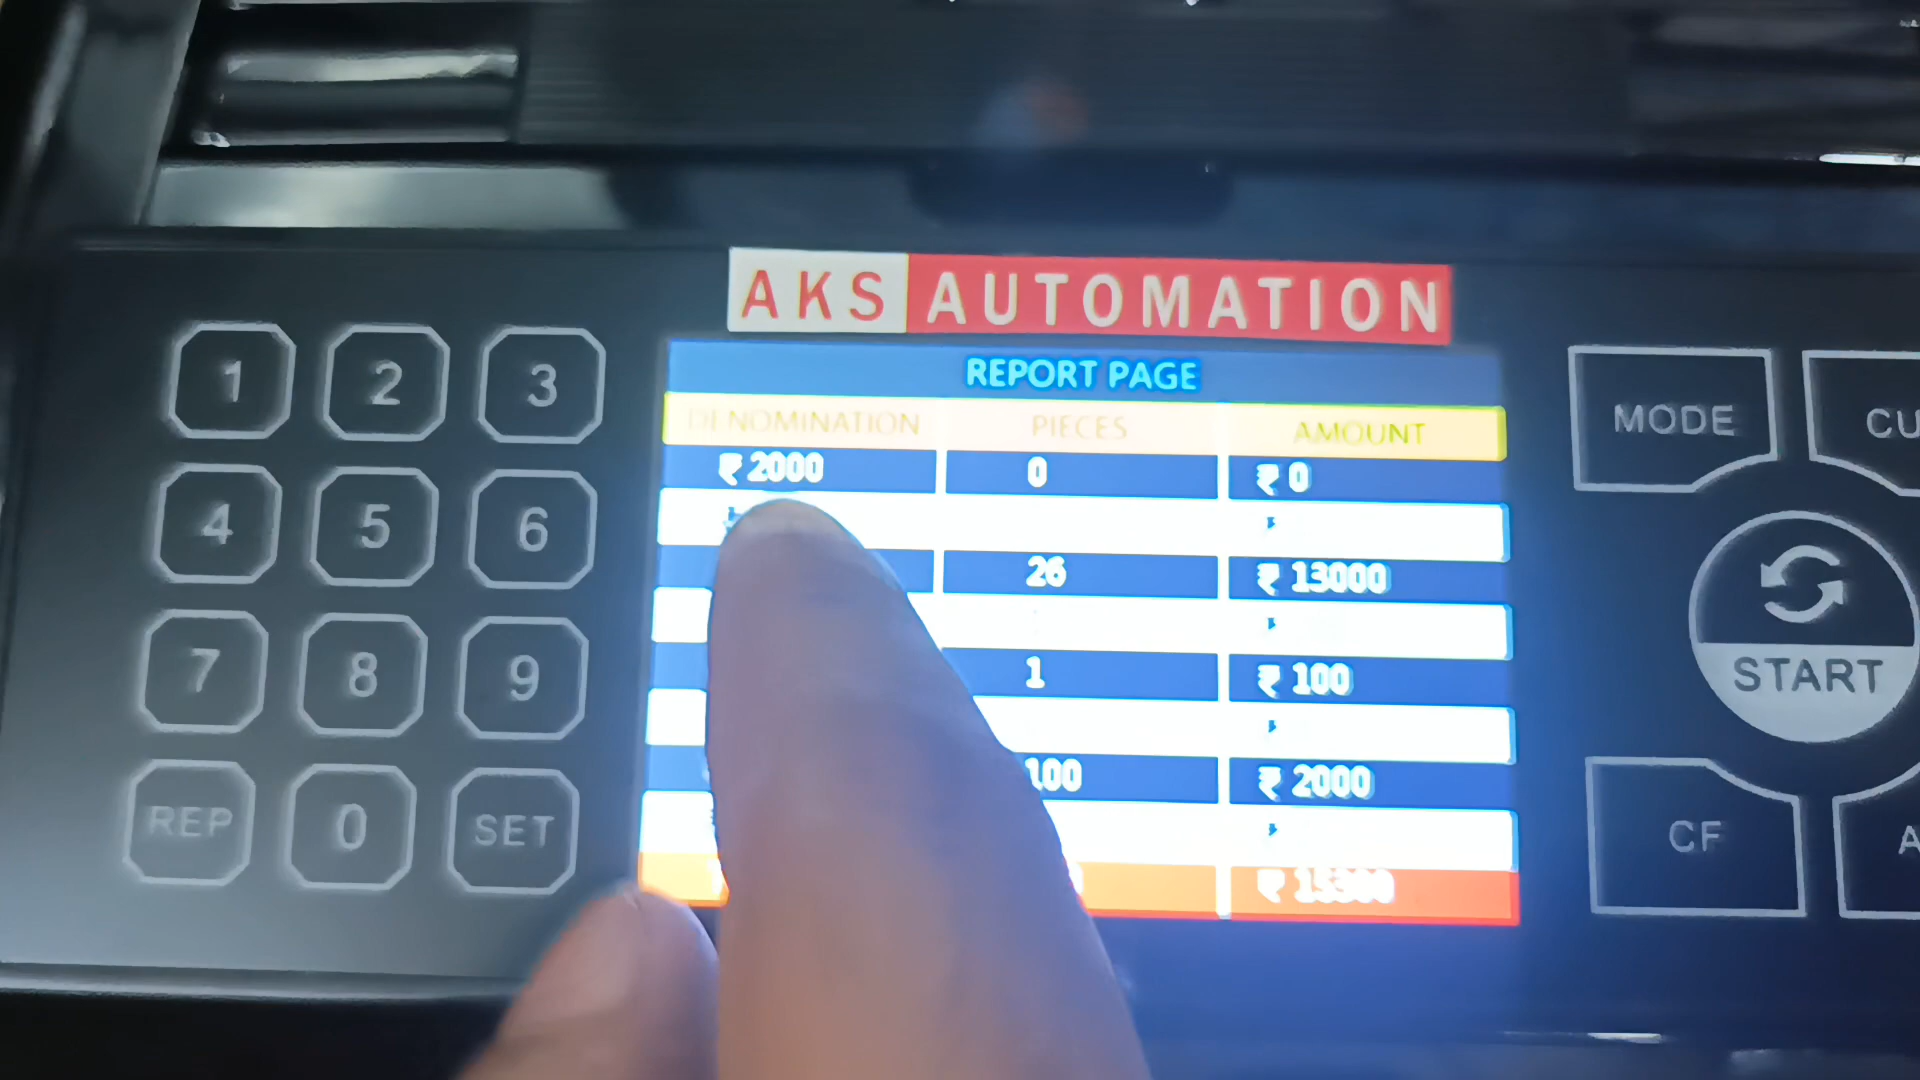 AKS AUTOMATION
REPORT PAGE
DENOMINATION PIECES AMOUNT
₹ 2000 0 ₹ 0
26 ₹ 13000
1 ₹ 100
100 ₹ 2000
₹
1 2 3
4 5 6
7 8 9
REP 0 SET
MODE CU
START
CF A